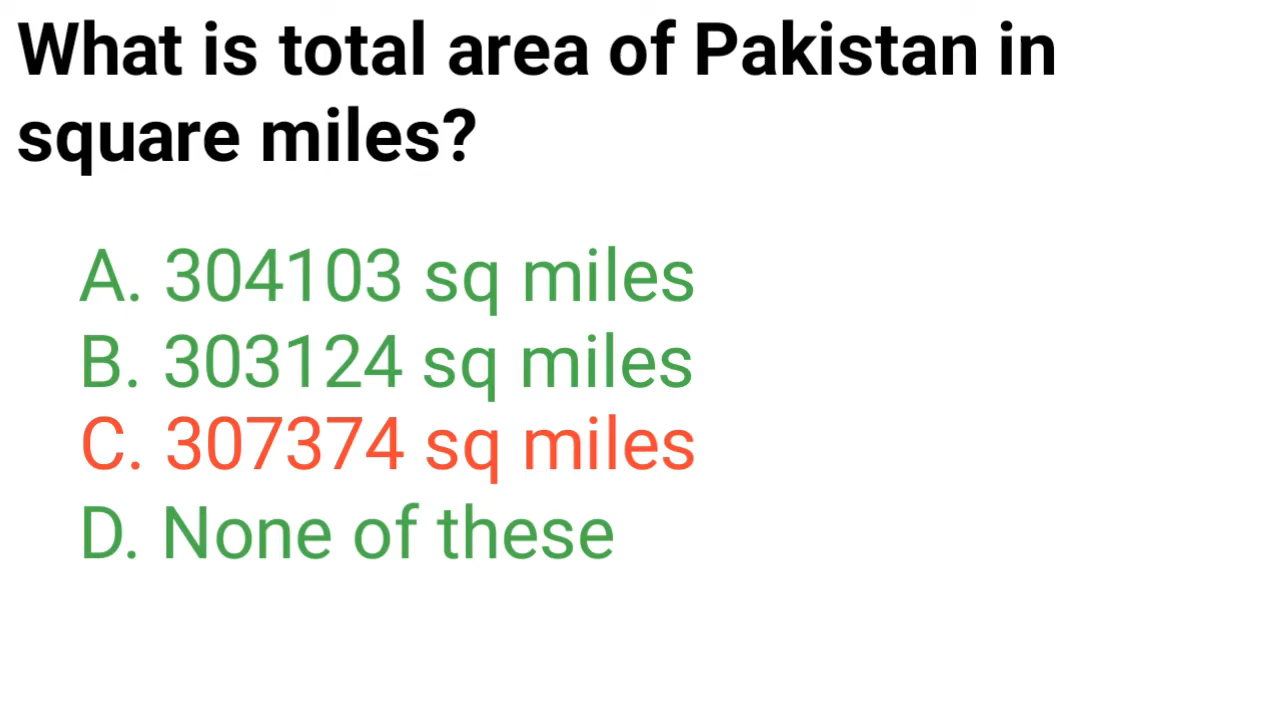 What is total area of Pakistan in
square miles?
A. 304103 sq miles
B. 303124 sq miles
C. 307374 sq miles
D. None of these